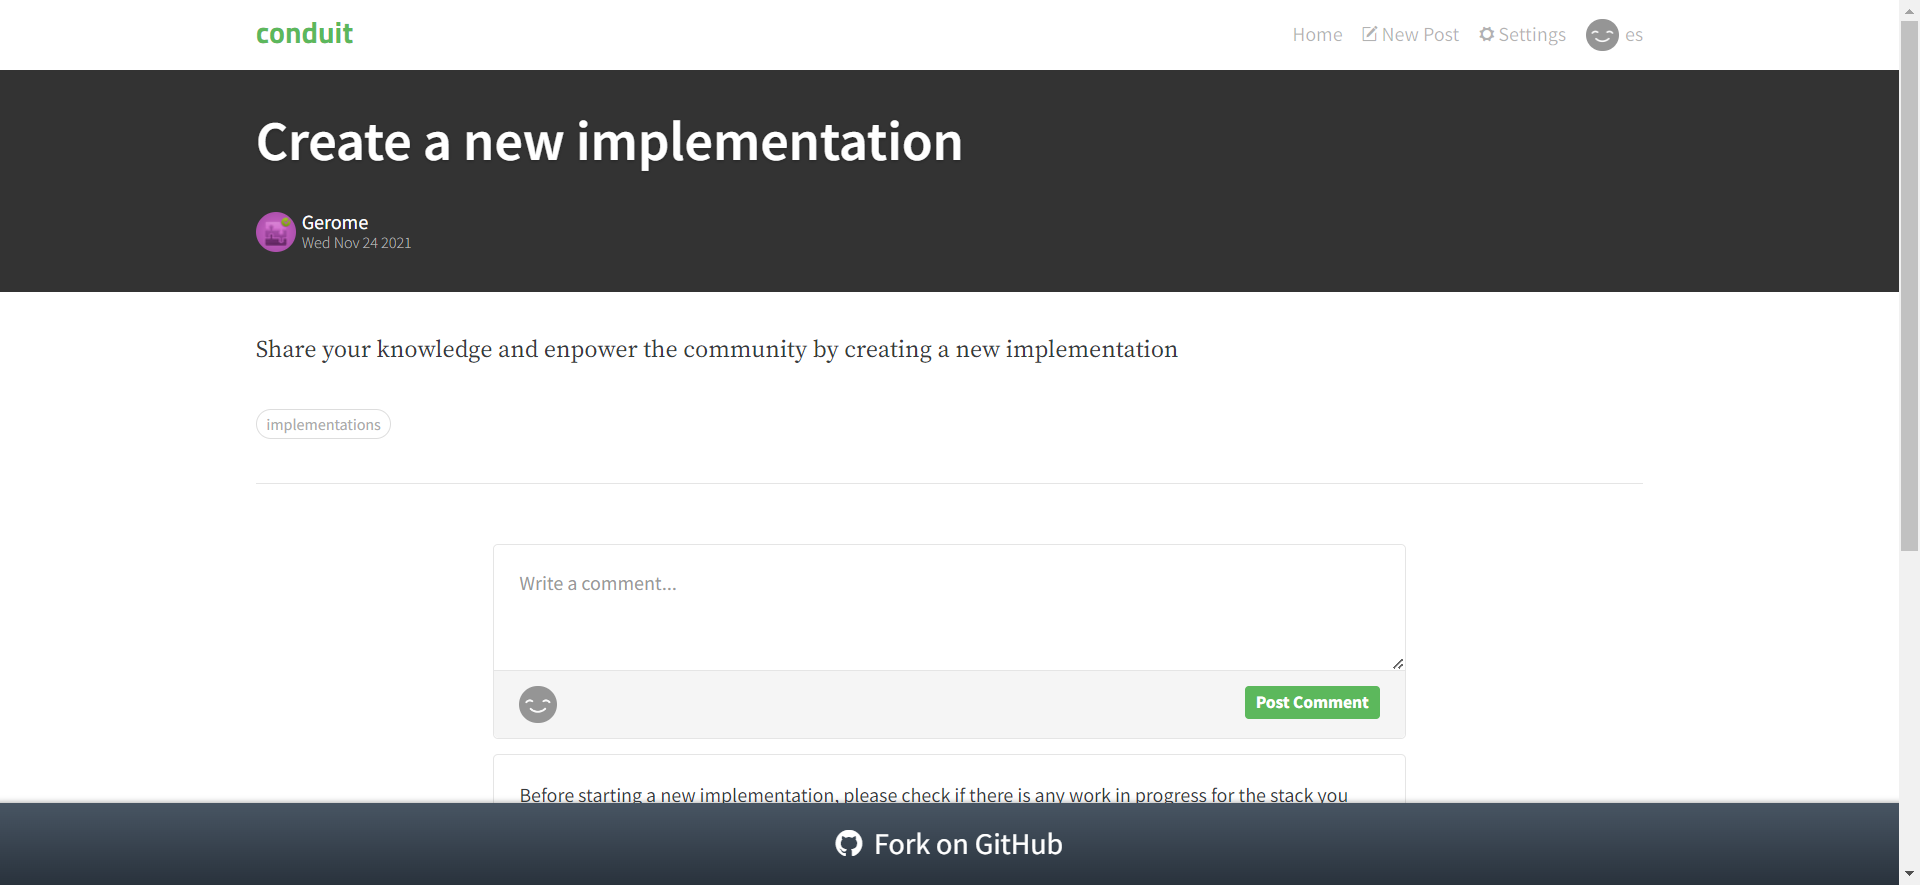 conduit
Home
New Post
Settings
es
Create a new implementation
Gerome
Wed Nov 24 2021
Share your knowledge and enpower the community by creating a new implementation
implementations
Write a comment...
Post Comment
Before starting a new implementation, please check if there is any work in progress for the stack you
Fork on GitHub